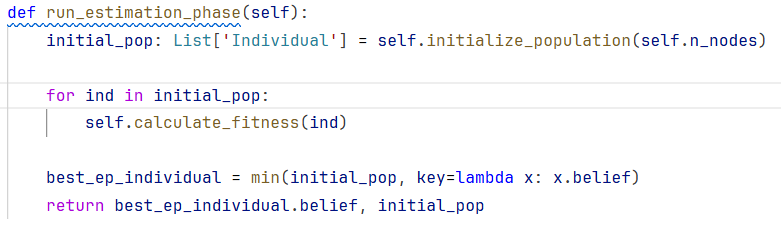 def run_estimation_phase(self):
    initial_pop: List['Individual'] = self.initialize_population(self.n_nodes)
    for ind in initial_pop:
        self.calculate_fitness(ind)
    best_ep_individual = min(initial_pop, key=lambda x: x.belief)
    return best_ep_individual.belief, initial_pop